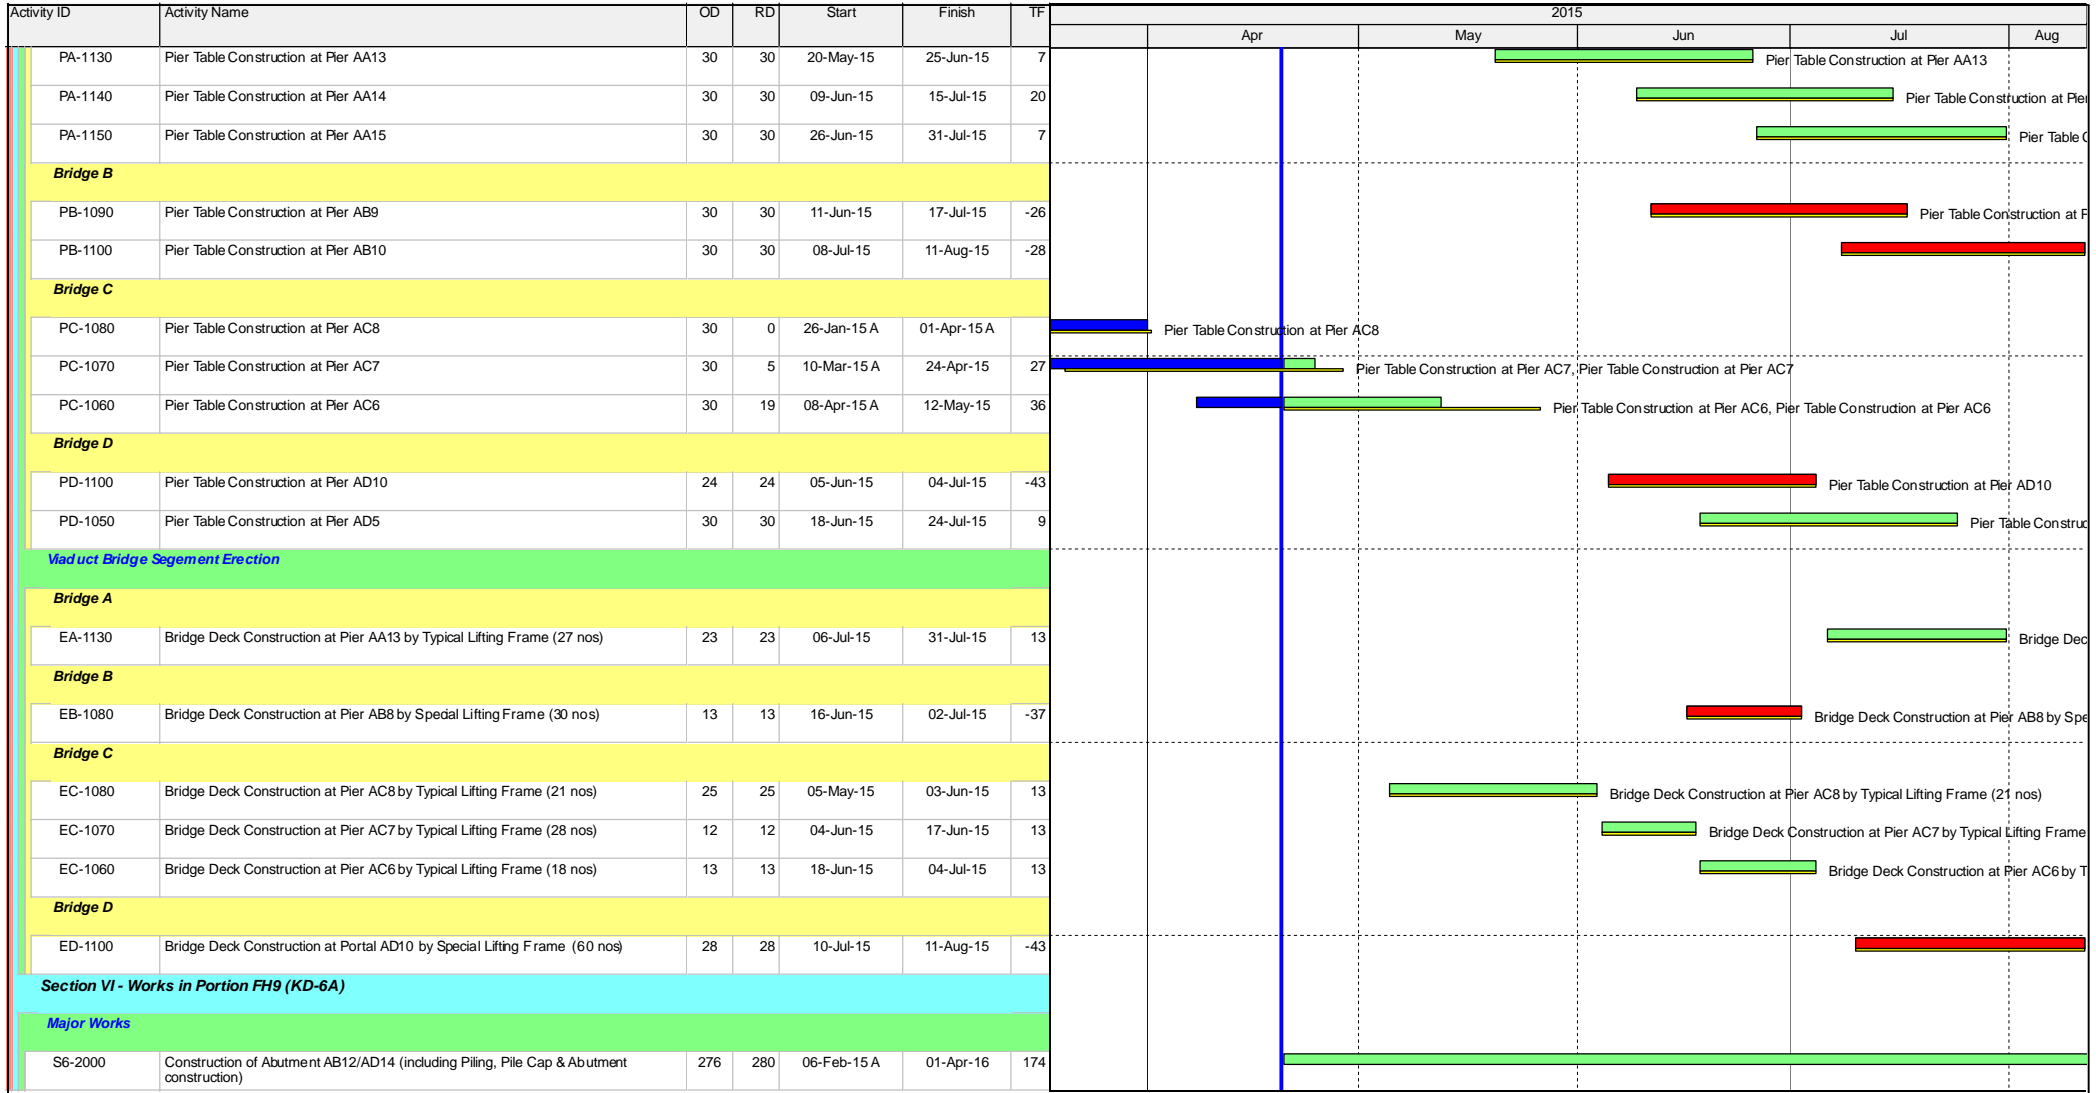 Activity ID Activity Name OD RD Start Finish TF 2015
Apr May Jun Jul Aug
PA-1130 Pier Table Construction at Pier AA13 30 30 20-May-15 25-Jun-15 7 Pier Table Construction at Pier AA13
PA-1140 Pier Table Construction at Pier AA14 30 30 09-Jun-15 15-Jul-15 20 Pier Table Construction at Pier
PA-1150 Pier Table Construction at Pier AA15 30 30 26-Jun-15 31-Jul-15 7 Pier Table
Bridge B
PB-1090 Pier Table Construction at Pier AB9 30 30 11-Jun-15 17-Jul-15 -26 Pier Table Construction at
PB-1100 Pier Table Construction at Pier AB10 30 30 08-Jul-15 11-Aug-15 -28
Bridge C
PC-1080 Pier Table Construction at Pier AC8 30 0 26-Jan-15 A 01-Apr-15 A Pier Table Construction at Pier AC8
PC-1070 Pier Table Construction at Pier AC7 30 5 10-Mar-15 A 24-Apr-15 27 Pier Table Construction at Pier AC7, Pier Table Construction at Pier AC7
PC-1060 Pier Table Construction at Pier AC6 30 19 08-Apr-15 A 12-May-15 36 Pier Table Construction at Pier AC6, Pier Table Construction at Pier AC6
Bridge D
PD-1100 Pier Table Construction at Pier AD10 24 24 05-Jun-15 04-Jul-15 -43 Pier Table Construction at Pier AD10
PD-1050 Pier Table Construction at Pier AD5 30 30 18-Jun-15 24-Jul-15 9 Pier Table Construc
Viaduct Bridge Segement Erection
Bridge A
EA-1130 Bridge Deck Construction at Pier AA13 by Typical Lifting Frame (27 nos) 23 23 06-Jul-15 31-Jul-15 13 Bridge Dec
Bridge B
EB-1080 Bridge Deck Construction at Pier AB8 by Special Lifting Frame (30 nos) 13 13 16-Jun-15 02-Jul-15 -37 Bridge Deck Construction at Pier AB8 by Spe
Bridge C
EC-1080 Bridge Deck Construction at Pier AC8 by Typical Lifting Frame (21 nos) 25 25 05-May-15 03-Jun-15 13 Bridge Deck Construction at Pier AC8 by Typical Lifting Frame (21 nos)
EC-1070 Bridge Deck Construction at Pier AC7 by Typical Lifting Frame (28 nos) 12 12 04-Jun-15 17-Jun-15 13 Bridge Deck Construction at Pier AC7 by Typical Lifting Frame
EC-1060 Bridge Deck Construction at Pier AC6 by Typical Lifting Frame (18 nos) 13 13 18-Jun-15 04-Jul-15 13 Bridge Deck Construction at Pier AC6 by T
Bridge D
ED-1100 Bridge Deck Construction at Portal AD10 by Special Lifting Frame (60 nos) 28 28 10-Jul-15 11-Aug-15 -43
Section VI - Works in Portion FH9 (KD-6A)
Major Works
S6-2000 Construction of Abutment AB12/AD14 (including Piling, Pile Cap & Abutment 276 280 06-Feb-15 A 01-Apr-16 174
construction)